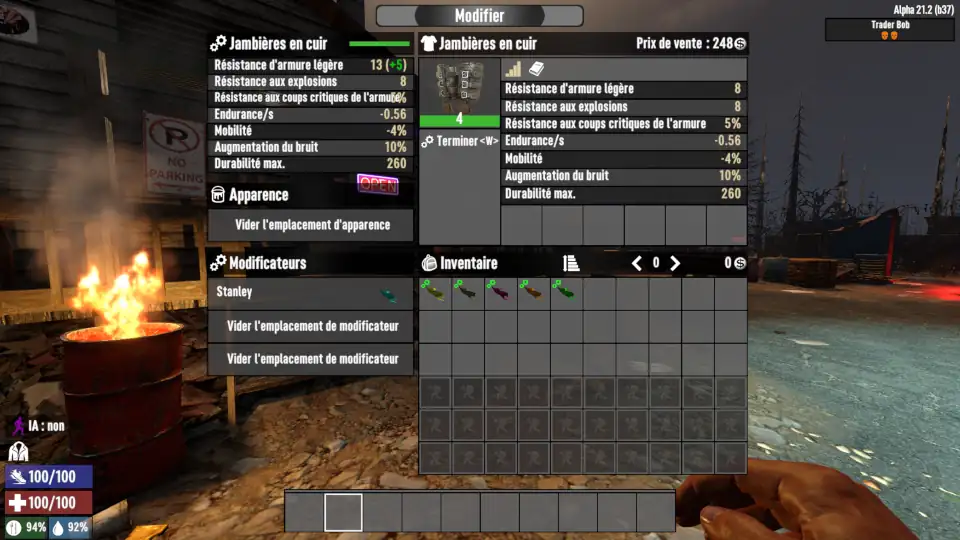 Modifier
Alpha 21.2 (b37)
Trader Bob
Jambières en cuir
Résistance d'armure légère 13 (+5)
Résistance aux explosions 8
Résistance aux coups critiques de l'armure
Endurance/s -0.56
Mobilité -4%
Augmentation du bruit 10%
Durabilité max. 260
Apparence
Vider l'emplacement d'apparence
Modificateurs
Stanley
Vider l'emplacement de modificateur
Vider l'emplacement de modificateur
Jambières en cuir Prix de vente : 248
4
Terminer <W>
Résistance d'armure légère 8
Résistance aux explosions 8
Résistance aux coups critiques de l'armure 5%
Endurance/s -0.56
Mobilité -4%
Augmentation du bruit 10%
Durabilité max. 260
Inventaire 0 0
NO
PARKING
OPEN
IA : non
100/100
100/100
94% 92%